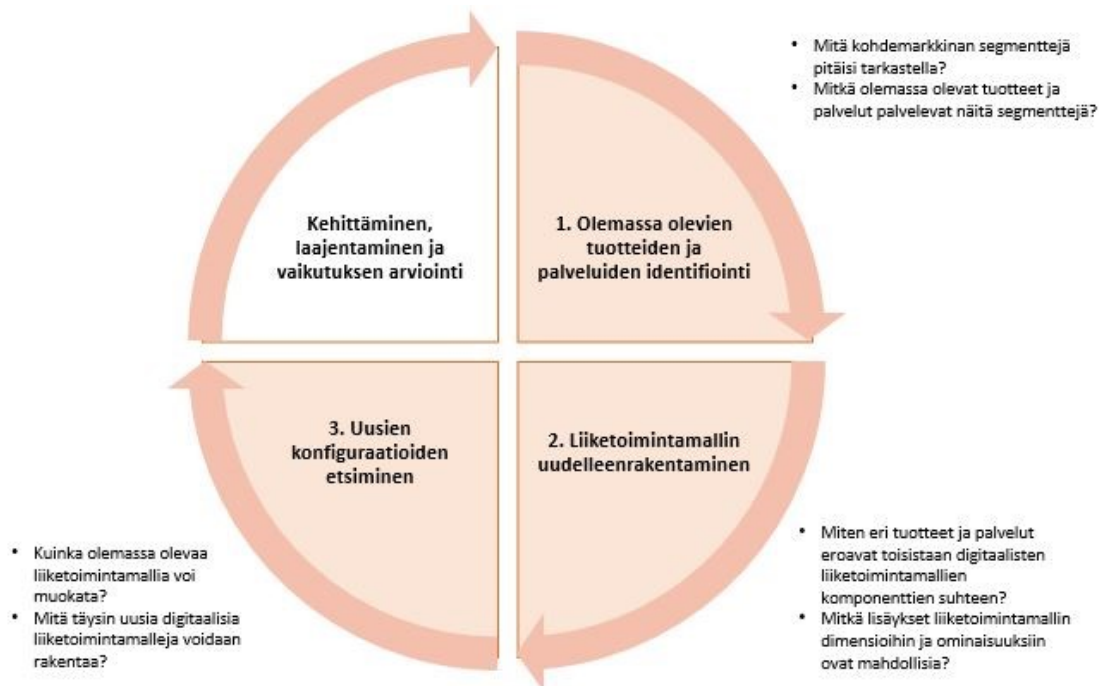 • Mitä kohdemarkkinan segmenttejä
pitäisi tarkastella?
• Mitkä olemassa olevat tuotteet ja
palvelut palvelevat näitä segmenttejä?
Kehittäminen,
laajentaminen ja
vaikutuksen arviointi
1. Olemassa olevien
tuotteiden ja
palveluiden identifiointi
3. Uusien
konfiguraatioiden
etsiminen
2. Liiketoimintamallin
uudelleenrakentaminen
• Kuinka olemassa olevaa
liiketoimintamallia voi
muokata?
• Mitä täysin uusia digitaalisia
liiketoimintamalleja voidaan
rakentaa?
• Miten eri tuotteet ja palvelut
eroavat toisistaan digitaalisten
liiketoimintamallien
komponenttien suhteen?
• Mitkä lisäykset liiketoimintamallin
dimensioihin ja ominaisuuksiin
ovat mahdollisia?